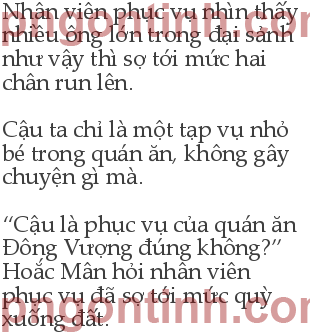 Nhân viên phục vụ nhìn thấy
nhiều ông lớn trong đại sảnh
như vậy thì sợ tới mức hai
chân run lên.
Cậu ta chỉ là một tạp vụ nhỏ
bé trong quán ăn, không gây
chuyện gì mà.
“Cậu là phục vụ của quán ăn
Đông Vượng đúng không?”
Hoắc Mân hỏi nhân viên
phục vụ đã sợ tới mức quỳ
xuống đất.
pngontinh.com
pngontinh.com